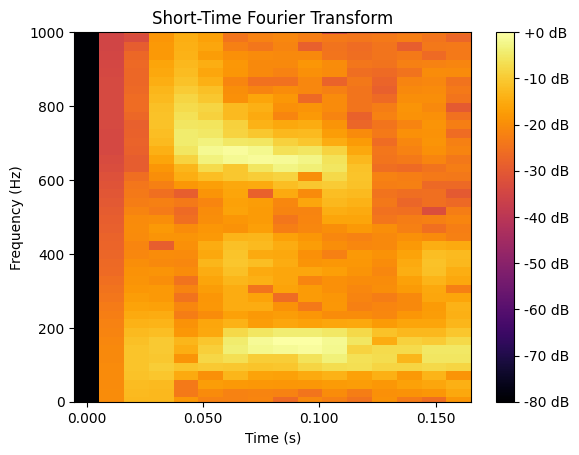 Short-Time Fourier Transform
Frequency (Hz)
1000
800
600
400
200
0
0.000
0.050
0.100
0.150
Time (s)
+0 dB
-10 dB
-20 dB
-30 dB
-40 dB
-50 dB
-60 dB
-70 dB
-80 dB